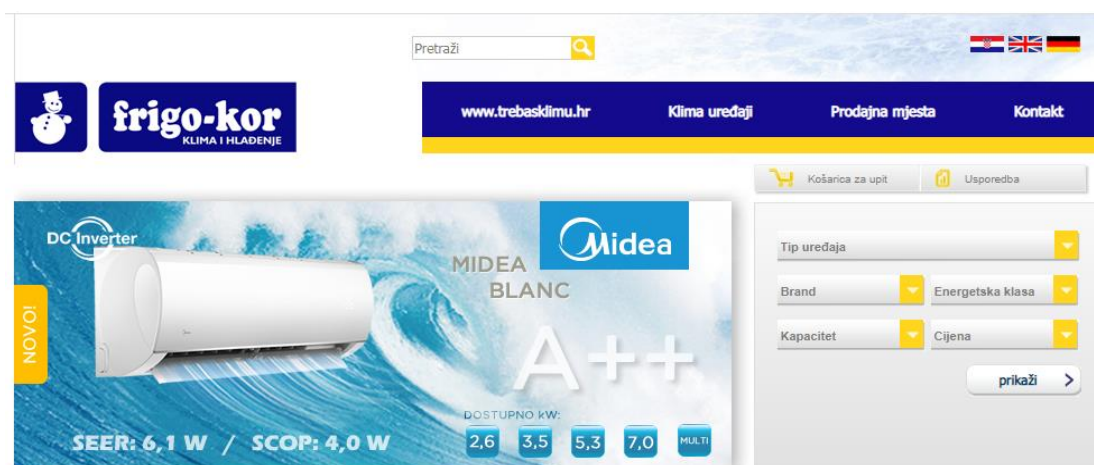 Pretraži
frigo-kor
KLIMA I HLAĐENJE
www.trebasklimu.hr Klima uređaji Prodajna mjesta Kontakt
Košarica za upit Usporedba
DC Inverter
Midea
MIDEA
BLANC
A++
NOVO!
DOSTUPNO kW:
2,6 3,5 5,3 7,0 MULTI
SEER: 6,1 W / SCOP: 4,0 W
Tip uređaja
Brand Energetska klasa
Kapacitet Cijena
prikaži